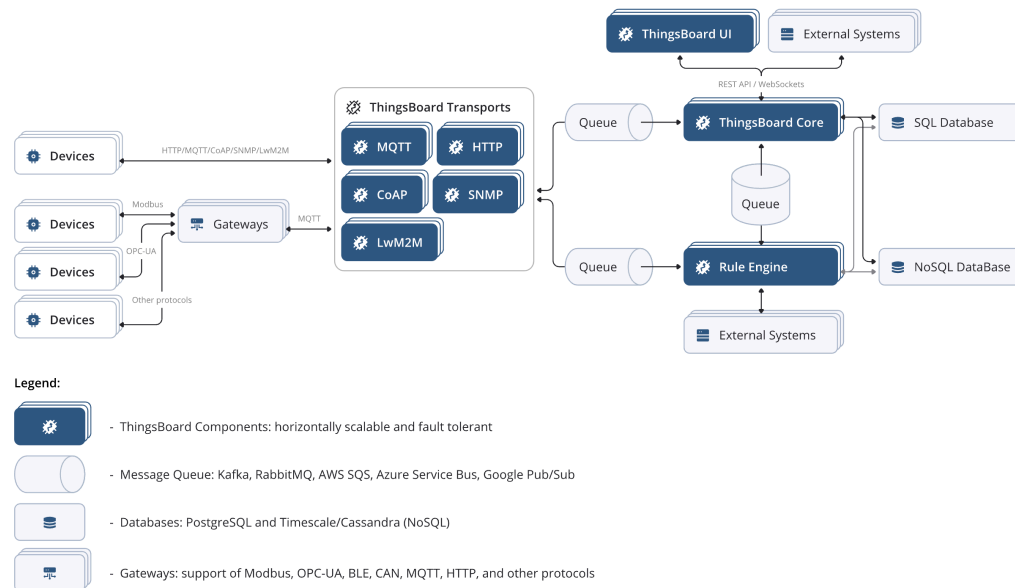 ThingsBoard UI
External Systems
REST API / WebSockets
ThingsBoard Transports
Queue
ThingsBoard Core
SQL Database
MQTT
HTTP
Devices
HTTP/MQTT/CoAP/SNMP/LwM2M
CoAP
SNMP
Queue
Devices
Modbus
Gateways
MQTT
LwM2M
OPC-UA
Devices
Queue
Rule Engine
NoSQL DataBase
Other protocols
Devices
External Systems
Legend:
- ThingsBoard Components: horizontally scalable and fault tolerant
- Message Queue: Kafka, RabbitMQ, AWS SQS, Azure Service Bus, Google Pub/Sub
- Databases: PostgreSQL and Timescale/Cassandra (NoSQL)
- Gateways: support of Modbus, OPC-UA, BLE, CAN, MQTT, HTTP, and other protocols